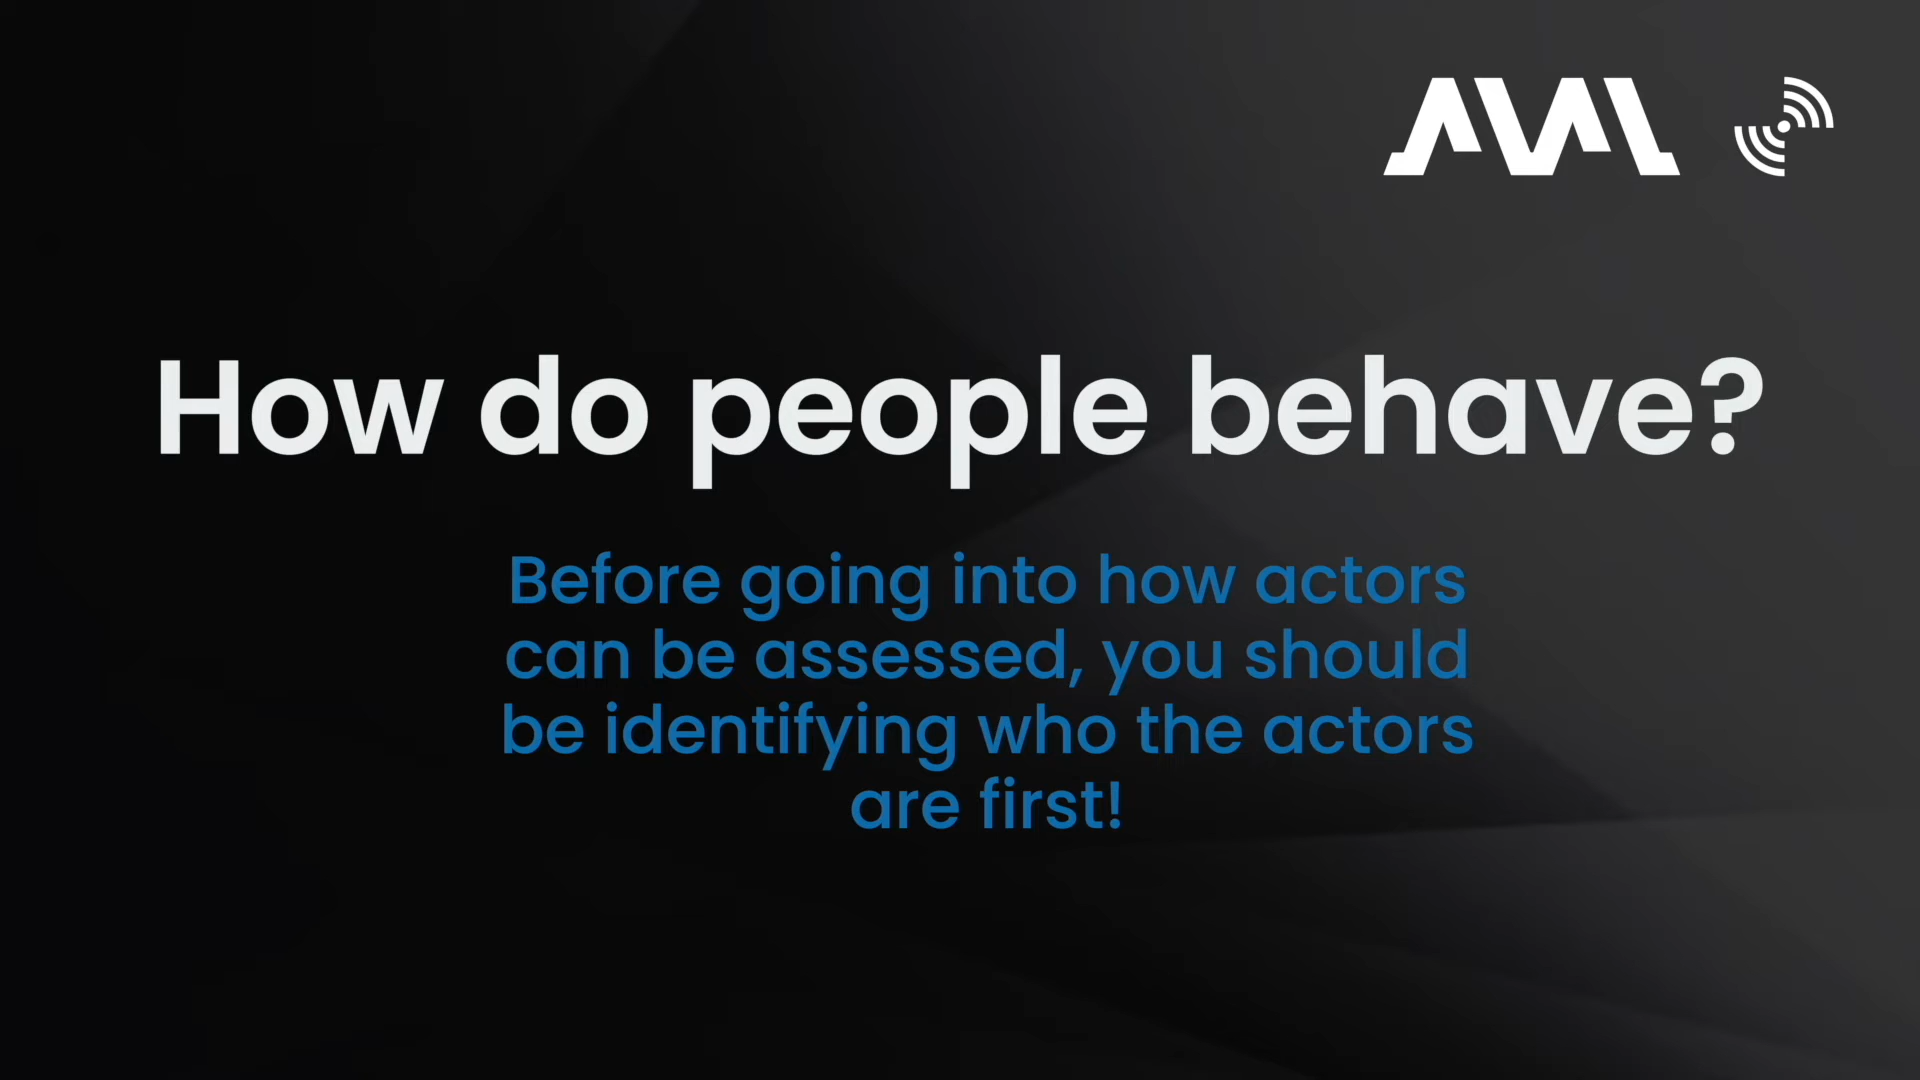 How do people behave?
Before going into how actors
can be assessed, you should
be identifying who the actors
are first!